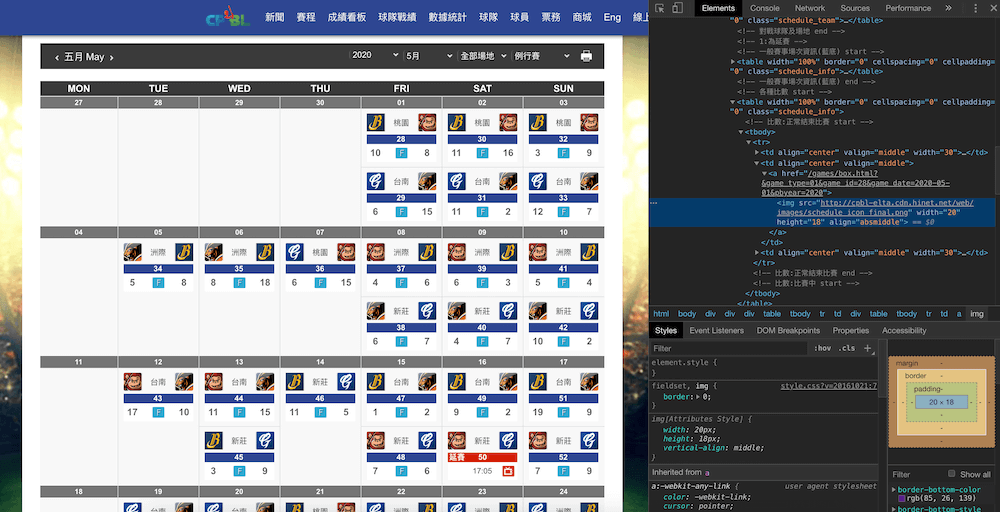 CPBL 新聞 賽程 成績看板 球隊戰績 數據統計 球隊 球員 票務 商城 Eng 線上
‹ 五月 May › 2020 5月 全部場地 例行賽
MON TUE WED THU FRI SAT SUN
27 28 29 30 01 02 03
桃園 桃園 桃園
28 30 32
10 F 8 11 F 16 3 F 9
台南 台南 台南
29 31 33
6 F 15 11 F 2 12 F 7
04 05 06 07 08 09 10
洲際 洲際 桃園 洲際 洲際 洲際
34 35 36 37 39 41
5 F 8 8 F 18 6 F 15 4 F 6 6 F 3 5 F 4
新莊 新莊 新莊
38 40 42
6 F 7 4 F 7 10 F 2
11 12 13 14 15 16 17
台南 台南 新莊 台南 台南 台南
43 44 46 47 49 51
17 F 10 11 F 15 11 F 5 1 F 2 9 F 2 19 F 9
新莊 新莊 新莊 新莊
45 48 延賽 50 52
3 F 9 7 F 6 17:05 7 F 9
18 19 20 21 22 23 24
Elements Console Network Sources Performance »
"0" class="schedule_team">…</table>
<!-- 對戰球隊及場地 end -->
<!-- 1:為延賽 -->
<!-- 一般賽事場次資訊(藍底) start -->
<table width="100%" border="0" cellspacing="0" cellpadding=
"0" class="schedule_info">…</table>
<!-- 一般賽事場次資訊(藍底) end -->
<!-- 各種比數 start -->
<table width="100%" border="0" cellspacing="0" cellpadding=
"0" class="schedule_info">
<!-- 比數:正常結束比賽 start -->
<tbody>
<tr>
<td align="center" valign="middle" width="30">…</td>
<td align="center" valign="middle">
<a href="/games/box.html?
&game_type=01&game_id=28&game_date=2020-05-
01&pbyear=2020">
<img src="http://cpbl-elta.cdn.hinet.net/web/
images/schedule_icon_final.png" width="20"
height="18" align="absmiddle"> == $0
</a>
</td>
<td align="center" valign="middle" width="30">…</td>
</tr>
<!-- 比數:正常結束比賽 end -->
<!-- 比數:比賽中 start -->
</tbody>
</table>
html body div div div table tbody tr td div table tbody tr td a img
Styles Event Listeners DOM Breakpoints Properties Accessibility
Filter :hov .cls +
element.style {
}
fieldset, img { style.css?v=20161021:7
border: 0;
}
img[Attributes Style] {
width: 20px;
height: 18px;
vertical-align: middle;
}
Inherited from a
a:-webkit-any-link { user agent stylesheet
color: -webkit-link;
cursor: pointer;
margin -
border -
padding-
- - - 20 × 18 - - -
-
-
-
Filter Show all
border-bottom-color
rgb(85, 26, 139)
border-bottom-style